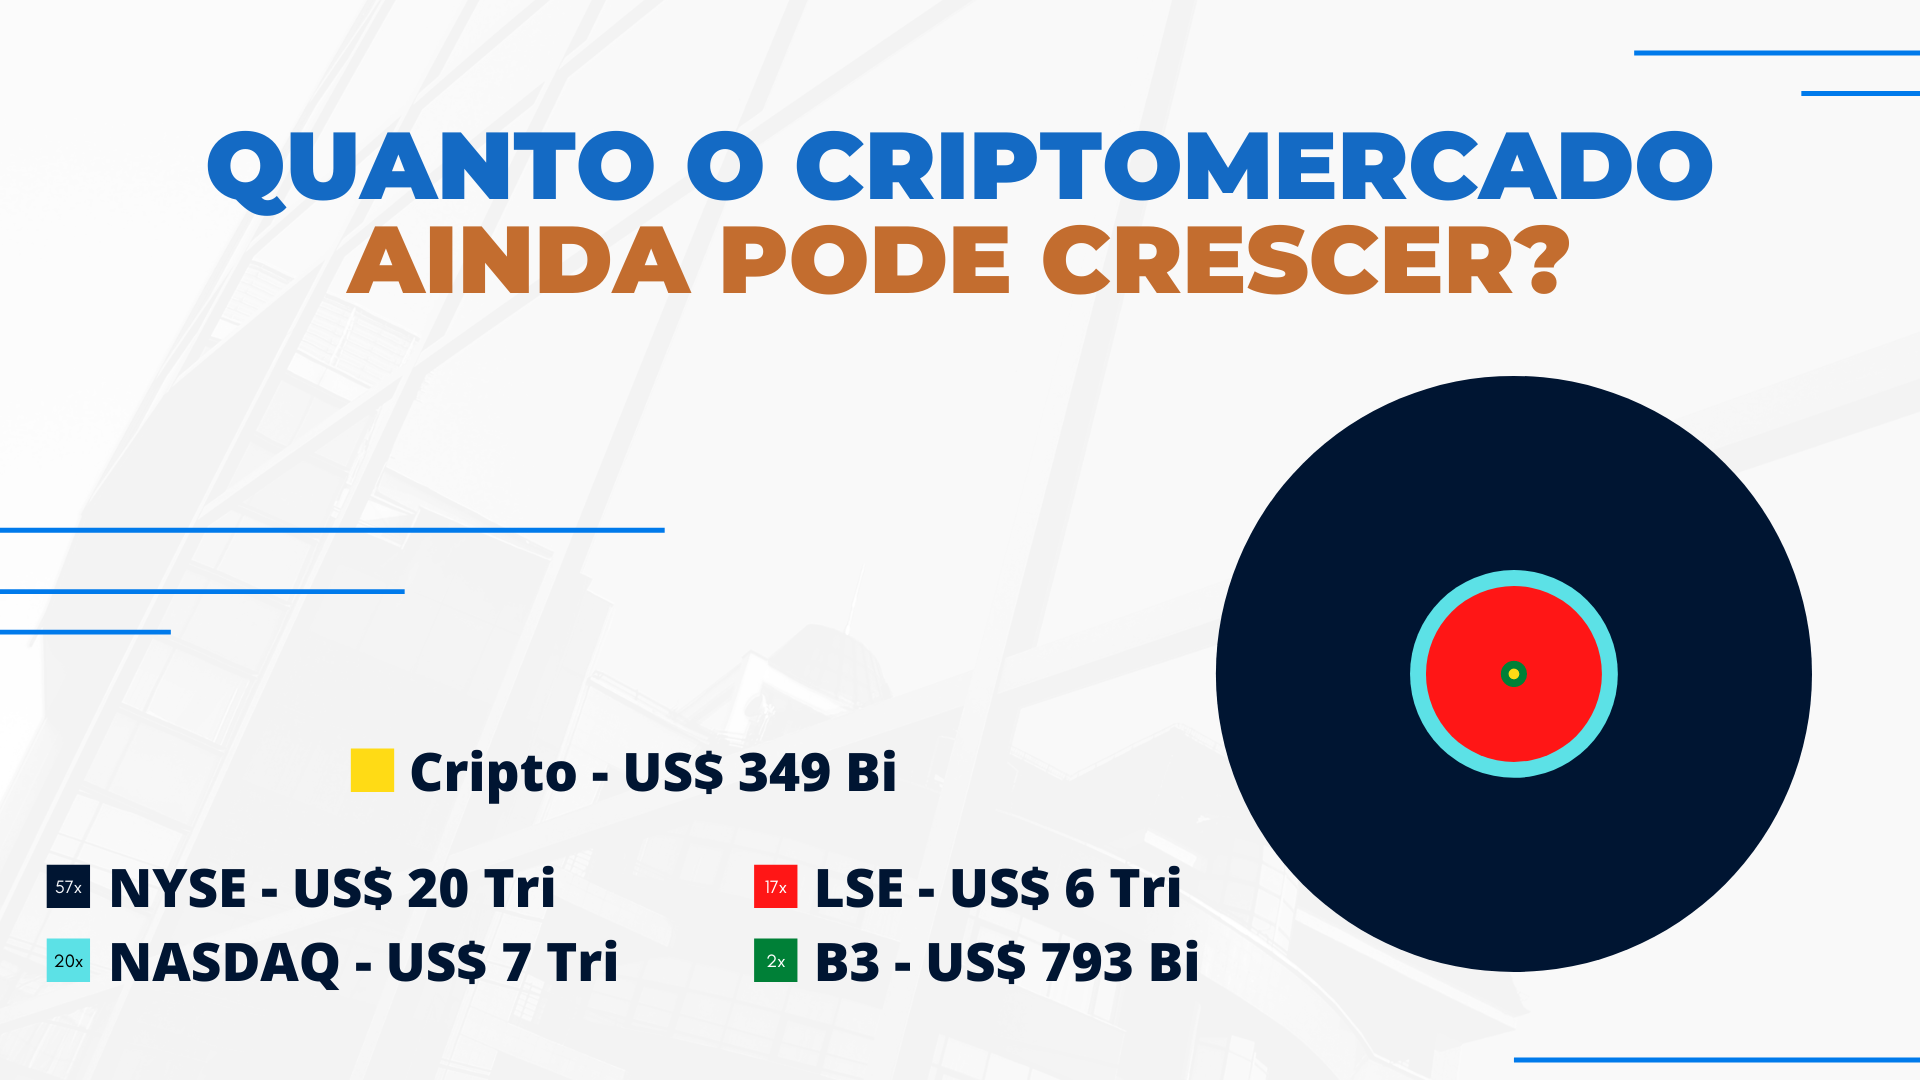 QUANTO O CRIPTOMERCADO
AINDA PODE CRESCER?
Cripto - US$ 349 Bi
57x NYSE - US$ 20 Tri
17x LSE - US$ 6 Tri
20x NASDAQ - US$ 7 Tri
2x B3 - US$ 793 Bi